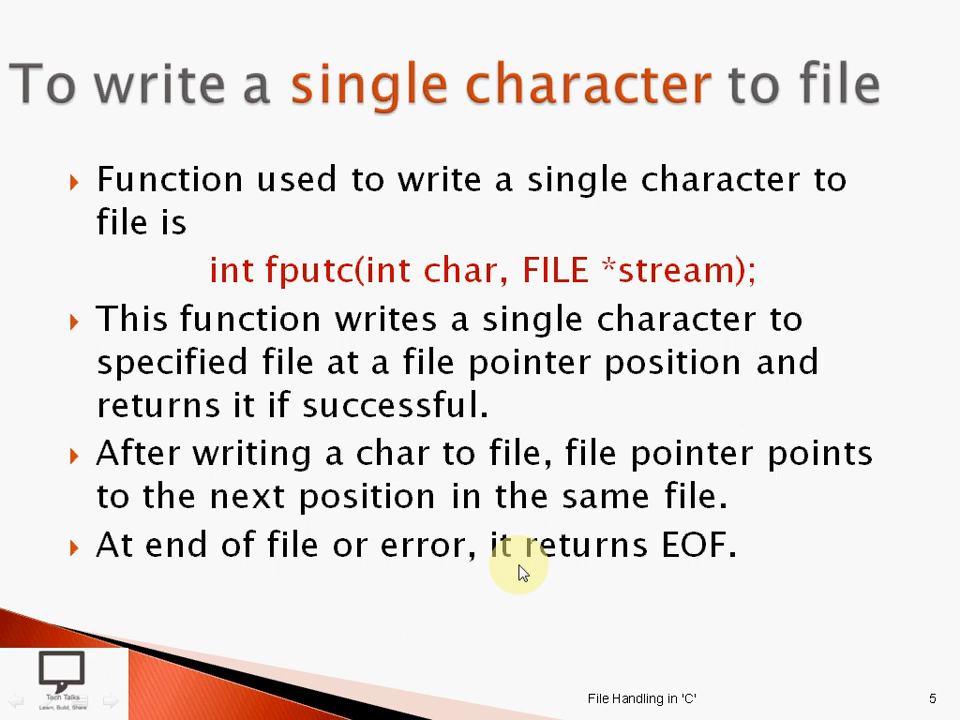 To write a single character to file
Function used to write a single character to
file is
int fputc(int char, FILE *stream);
This function writes a single character to
specified file at a file pointer position and
returns it if successful.
After writing a char to file, file pointer points
to the next position in the same file.
At end of file or error, it returns EOF.
Tech Talks
Learn, Build, Share
File Handling in 'C'
5